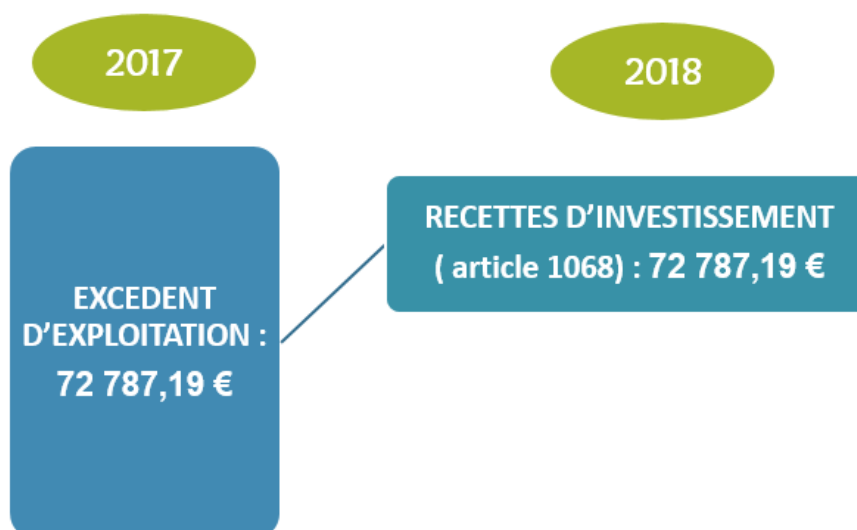 2017
2018
RECETTES D'INVESTISSEMENT
( article 1068) : 72 787,19 €
EXCEDENT
D'EXPLOITATION :
72 787,19 €